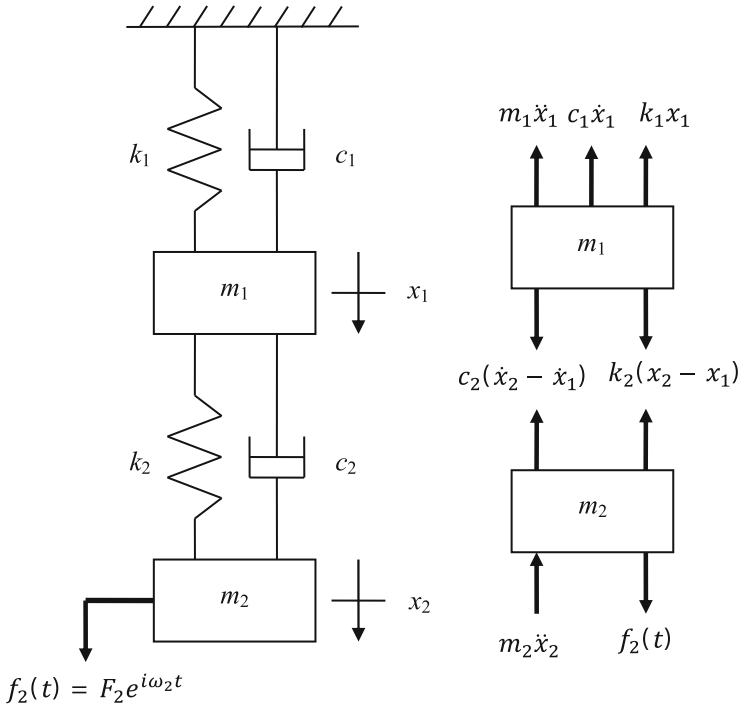 k₁
c₁
m₁
x₁
k₂
c₂
m₂
x₂
f₂(t) = F₂e^{iω₂t}
m₁ẍ₁ c₁ẋ₁ k₁x₁
m₁
c₂(ẋ₂ − ẋ₁) k₂(x₂ − x₁)
m₂
m₂ẍ₂ f₂(t)